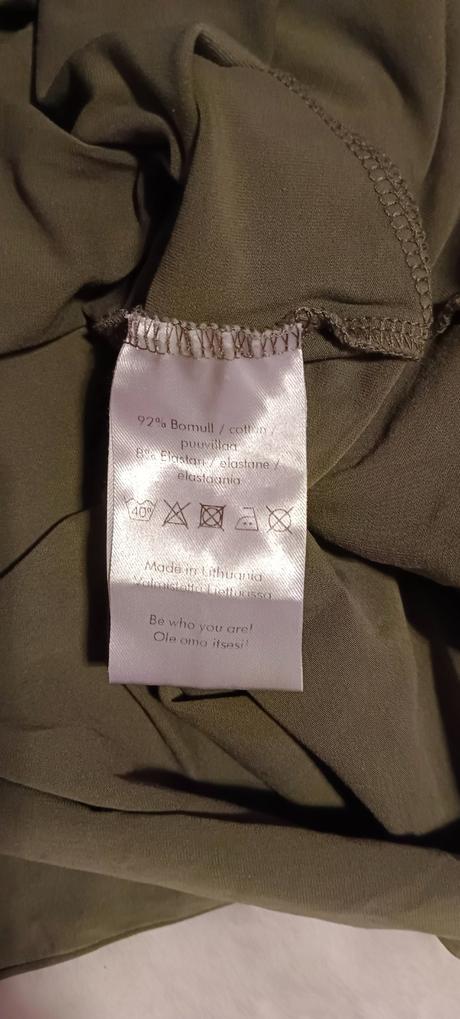 92% Bomull / cotton /
puuvillaa
8% Elastan / elastane /
elastaania
40°
Made in Lithuania
Valmistettu Liettuassa
Be who you are!
Ole oma itsesi!